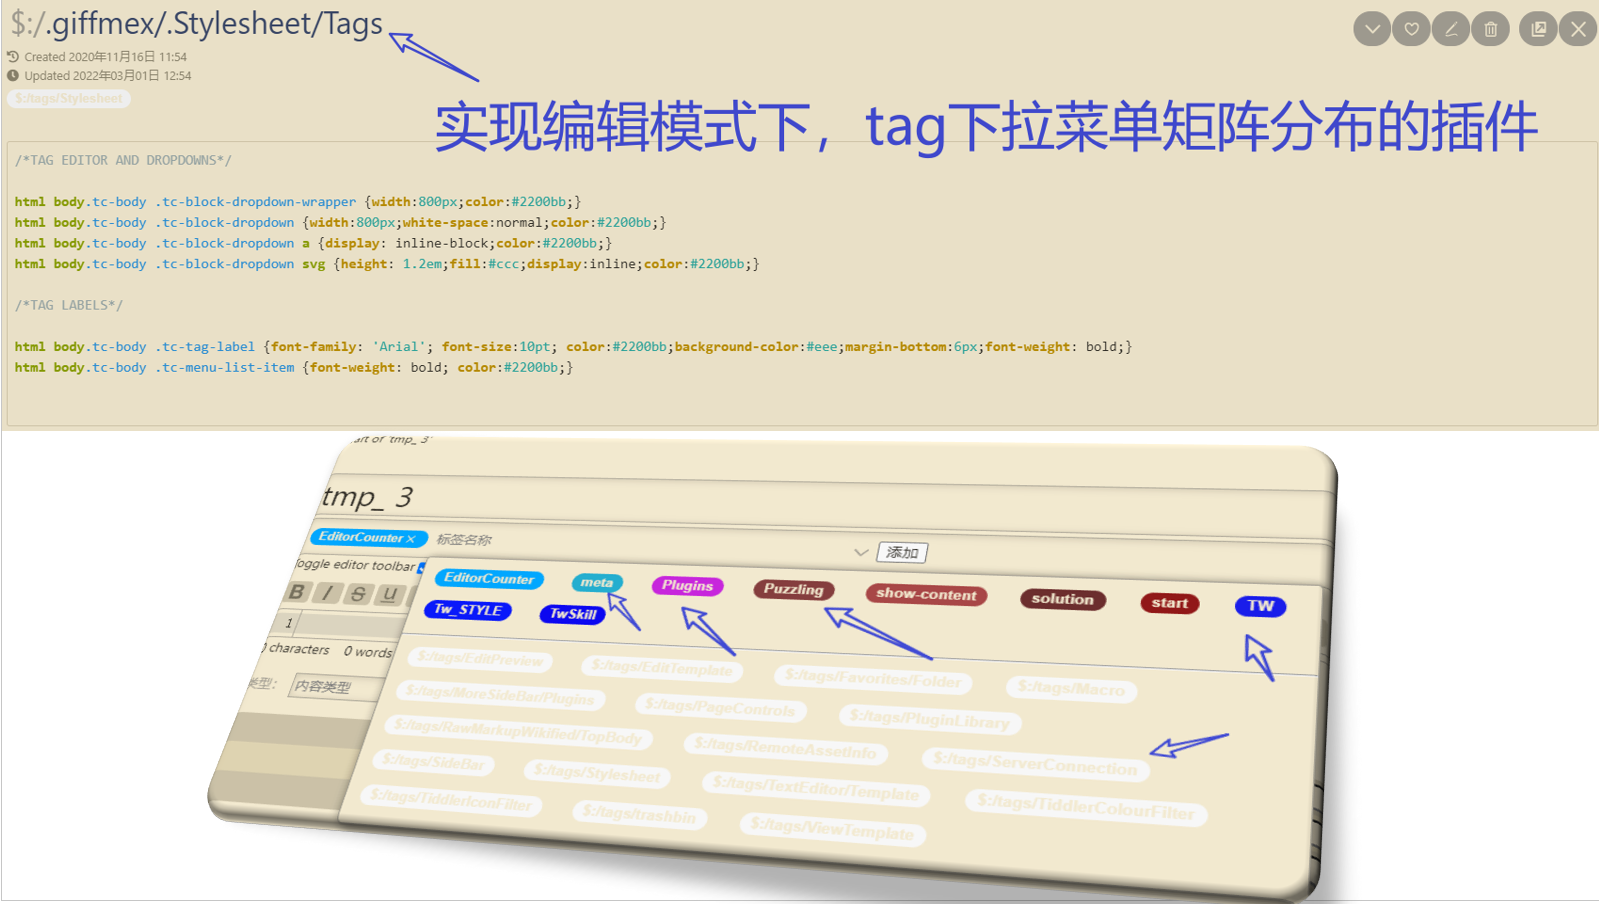 $:/.giffmex/.Stylesheet/Tags
Created 2020年11月16日 11:54
Updated 2022年03月01日 12:54
$:/tags/Stylesheet
实现编辑模式下，tag下拉菜单矩阵分布的插件
/*TAG EDITOR AND DROPDOWNS*/
html body.tc-body .tc-block-dropdown-wrapper {width:800px;color:#2200bb;}
html body.tc-body .tc-block-dropdown {width:800px;white-space:normal;color:#2200bb;}
html body.tc-body .tc-block-dropdown a {display: inline-block;color:#2200bb;}
html body.tc-body .tc-block-dropdown svg {height: 1.2em;fill:#ccc;display:inline;color:#2200bb;}
/*TAG LABELS*/
html body.tc-body .tc-tag-label {font-family: 'Arial'; font-size:10pt; color:#2200bb;background-color:#eee;margin-bottom:6px;font-weight: bold;}
html body.tc-body .tc-menu-list-item {font-weight: bold; color:#2200bb;}
of 'tmp_ 3'
tmp_ 3
EditorCounter × 标签名称 添加
Toggle editor toolbar
EditorCounter meta Plugins Puzzling show-content solution start TW
B I S U
Tw_STYLE TwSkill
1
characters 0 words
类型： 内容类型
$:/tags/EditPreview $:/tags/EditTemplate $:/tags/Favorites/Folder $:/tags/Macro
$:/tags/MoreSideBar/Plugins $:/tags/PageControls $:/tags/PluginLibrary
$:/tags/RawMarkupWikified/TopBody $:/tags/RemoteAssetInfo $:/tags/ServerConnection
$:/tags/SideBar $:/tags/Stylesheet $:/tags/TextEditor/Template $:/tags/TiddlerColourFilter
$:/tags/TiddlerIconFilter $:/tags/trashbin $:/tags/ViewTemplate